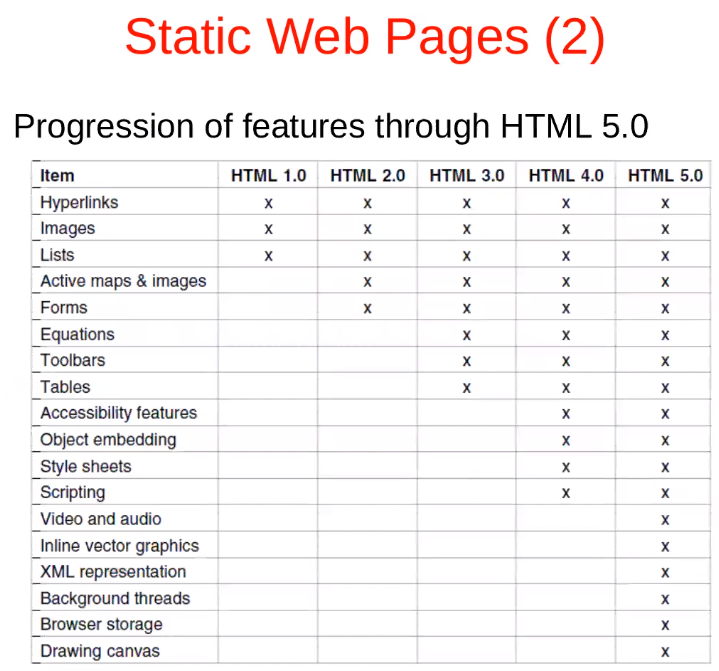 Static Web Pages (2)
Progression of features through HTML 5.0
Item HTML 1.0 HTML 2.0 HTML 3.0 HTML 4.0 HTML 5.0
Hyperlinks x x x x x
Images x x x x x
Lists x x x x x
Active maps & images x x x x
Forms x x x x
Equations x x x
Toolbars x x x
Tables x x x
Accessibility features x x
Object embedding x x
Style sheets x x
Scripting x x
Video and audio x
Inline vector graphics x
XML representation x
Background threads x
Browser storage x
Drawing canvas x